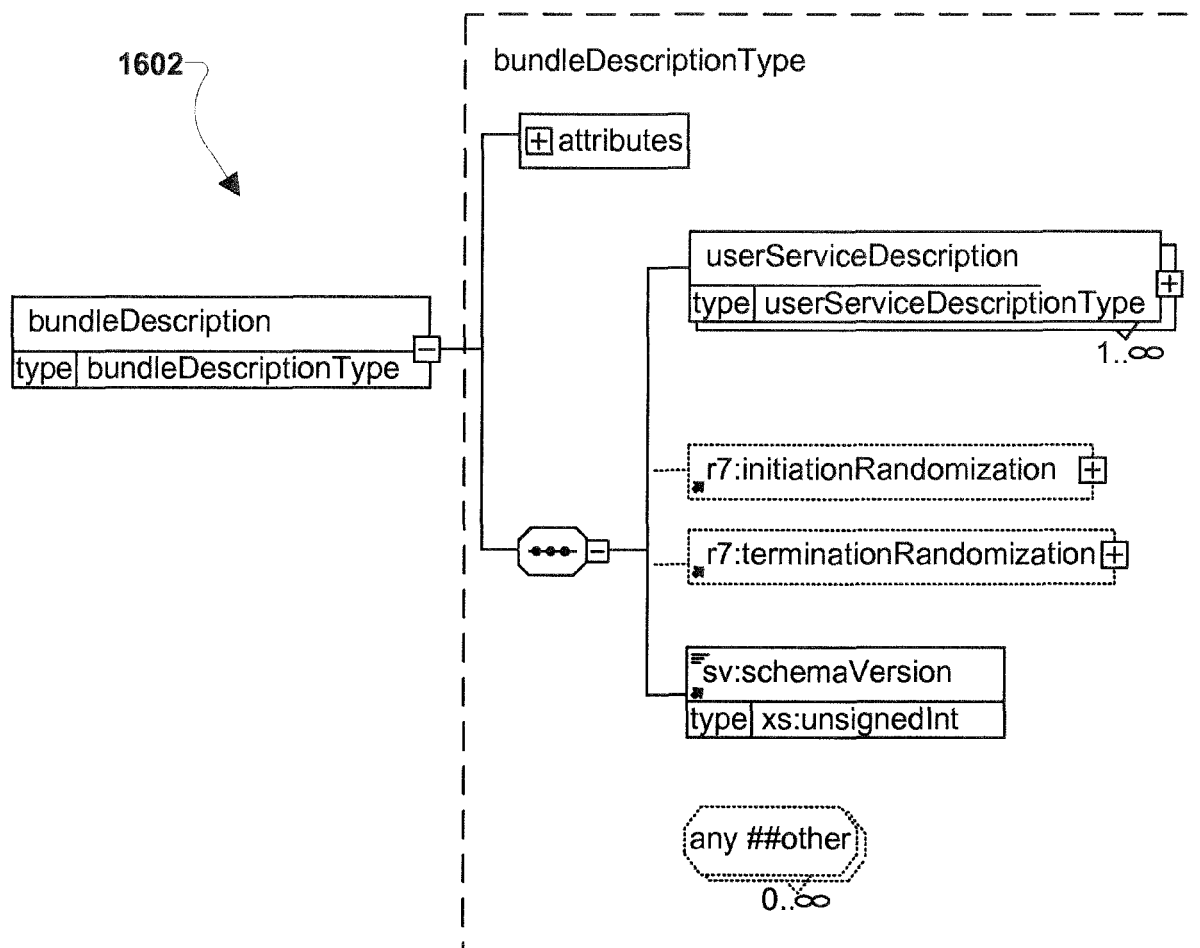 1602
bundleDescriptionType
attributes
userServiceDescription
type userServiceDescriptionType
1..∞
bundleDescription
type bundleDescriptionType
r7:initiationRandomization
r7:terminationRandomization
sv:schemaVersion
type xs:unsignedInt
any ##other
0..∞